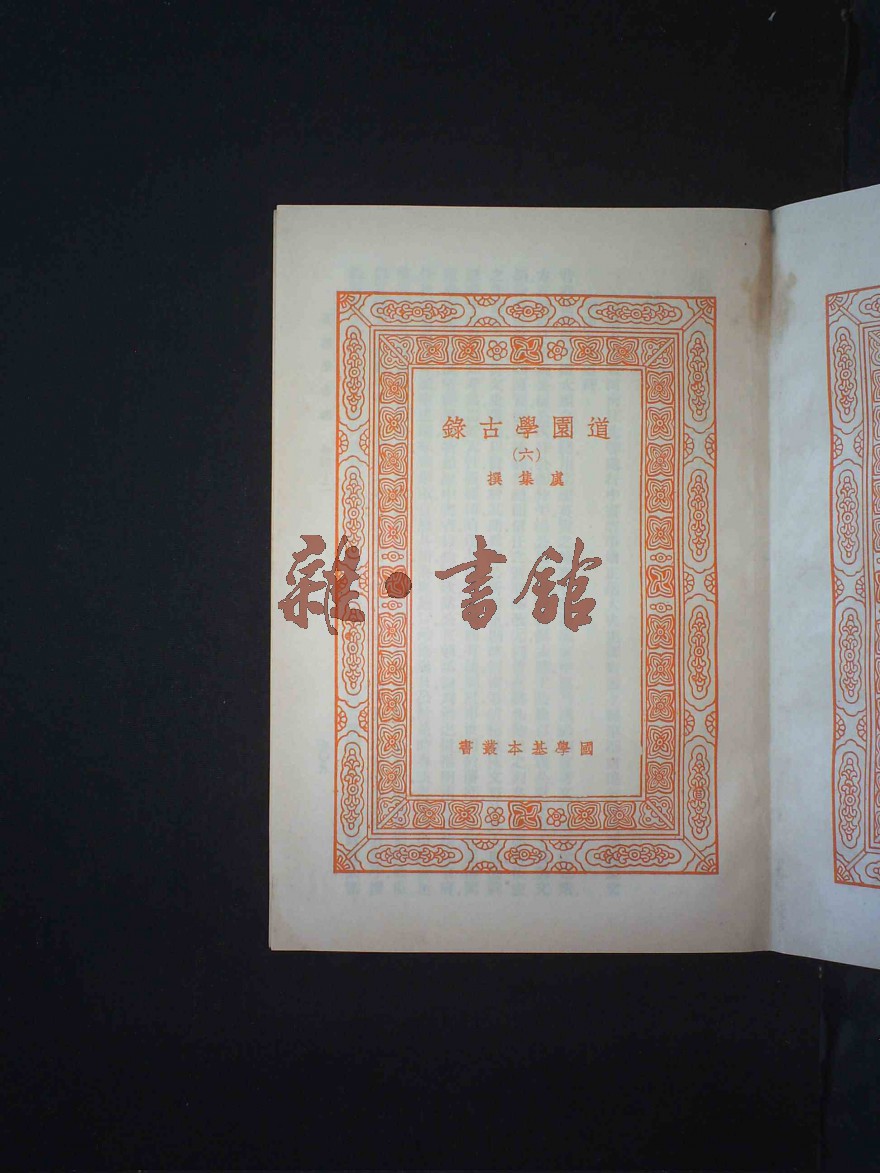 道園學古錄
(六)
虞集撰
雜·書館
國學基本叢書